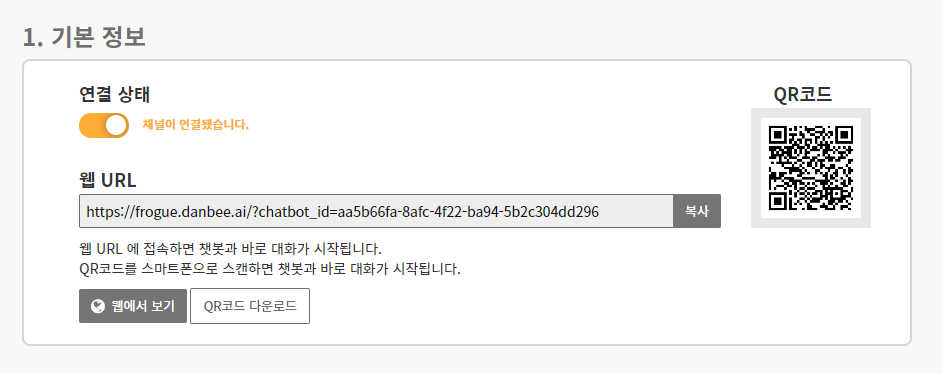 1. 기본 정보
연결 상태
QR코드
채널이 연결됐습니다.
웹 URL
https://frogue.danbee.ai/?chatbot_id=aa5b66fa-8afc-4f22-ba94-5b2c304dd296
복사
웹 URL 에 접속하면 챗봇과 바로 대화가 시작됩니다.
QR코드를 스마트폰으로 스캔하면 챗봇과 바로 대화가 시작됩니다.
웹에서 보기
QR코드 다운로드